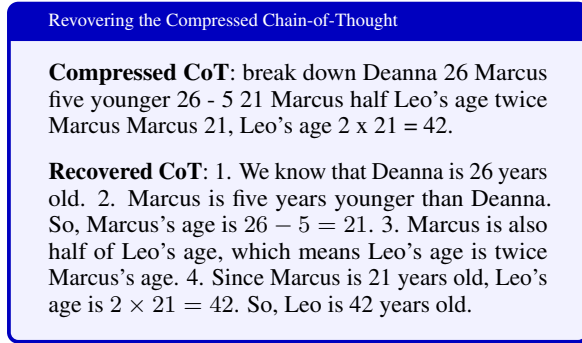 Revovering the Compressed Chain-of-Thought
Compressed CoT: break down Deanna 26 Marcus
five younger 26 - 5 21 Marcus half Leo's age twice
Marcus Marcus 21, Leo's age 2 x 21 = 42.
Recovered CoT: 1. We know that Deanna is 26 years
old. 2. Marcus is five years younger than Deanna.
So, Marcus's age is 26 − 5 = 21. 3. Marcus is also
half of Leo's age, which means Leo's age is twice
Marcus's age. 4. Since Marcus is 21 years old, Leo's
age is 2 × 21 = 42. So, Leo is 42 years old.